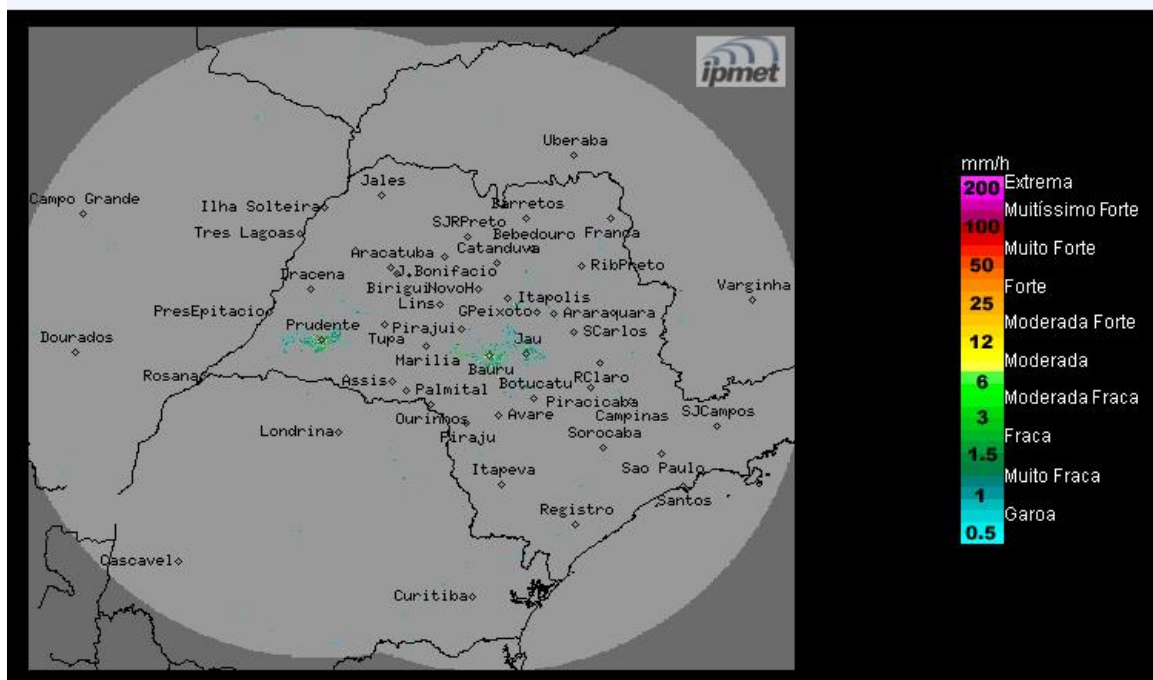 ipmet
Uberaba
Jales
Campo Grande
Ilha Solteira
Barretos
SJRPreto
Tres Lagoas
Bebedouro
Franca
Catanduva
Aracatuba
J.Bonifacio
RibPreto
Dracena
Birigui
NovoH
Varginha
Lins
Itapolis
PresEpitacio
GPeixoto
Araraquara
Prudente
Pirajui
SCarlos
Dourados
Tupa
Jau
Marilia
Bauru
Rosana
RClaro
Assis
Botucatu
Palmital
Piracicaba
Ourinhos
Avare
Campinas
SJCampos
Londrina
Piraju
Sorocaba
Itapeva
Sao Paulo
Santos
Registro
Cascavel
Curitiba
mm/h
200 Extrema
Muitíssimo Forte
100
Muito Forte
50
Forte
25
Moderada Forte
12
Moderada
6
Moderada Fraca
3
Fraca
1.5
Muito Fraca
1
Garoa
0.5